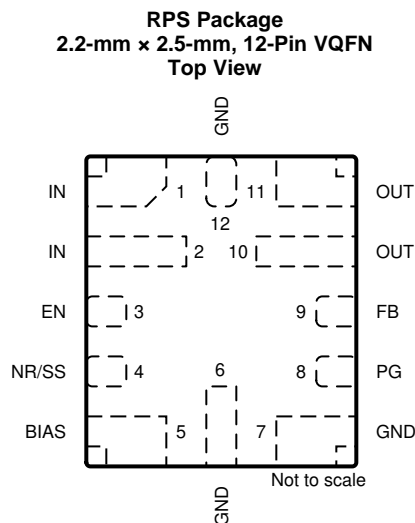 RPS Package
2.2-mm × 2.5-mm, 12-Pin VQFN
Top View
GND
IN 1 11 OUT
12
IN 2 10 OUT
EN 3 9 FB
NR/SS 4 6 8 PG
BIAS 5 7 GND
Not to scale
GND